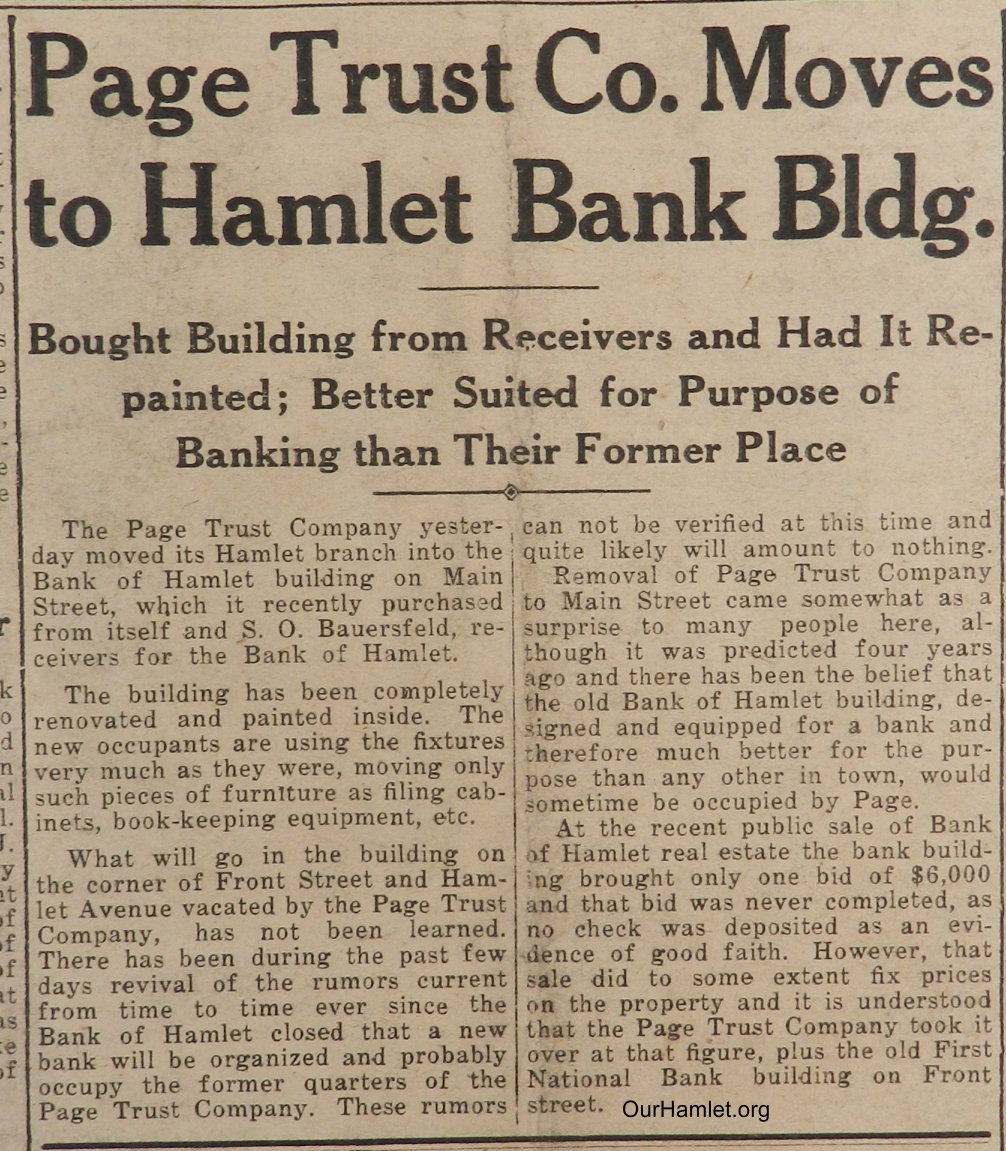 Page Trust Co. Moves
to Hamlet Bank Bldg.
Bought Building from Receivers and Had It Re-
painted; Better Suited for Purpose of
Banking than Their Former Place
The Page Trust Company yester-
day moved its Hamlet branch into the
Bank of Hamlet building on Main
Street, which it recently purchased
from itself and S. O. Bauersfeld, re-
ceivers for the Bank of Hamlet.
The building has been completely
renovated and painted inside. The
new occupants are using the fixtures
very much as they were, moving only
such pieces of furniture as filing cab-
inets, book-keeping equipment, etc.
What will go in the building on
the corner of Front Street and Ham-
let Avenue vacated by the Page Trust
Company, has not been learned.
There has been during the past few
days revival of the rumors current
from time to time ever since the
Bank of Hamlet closed that a new
bank will be organized and probably
occupy the former quarters of the
Page Trust Company. These rumors
can not be verified at this time and
quite likely will amount to nothing.
Removal of Page Trust Company
to Main Street came somewhat as a
surprise to many people here, al-
though it was predicted four years
ago and there has been the belief that
the old Bank of Hamlet building, de-
signed and equipped for a bank and
therefore much better for the pur-
pose than any other in town, would
sometime be occupied by Page.
At the recent public sale of Bank
of Hamlet real estate the bank build-
ing brought only one bid of $6,000
and that bid was never completed, as
no check was deposited as an evi-
dence of good faith. However, that
sale did to some extent fix prices
on the property and it is understood
that the Page Trust Company took it
over at that figure, plus the old First
National Bank building on Front
street. OurHamlet.org